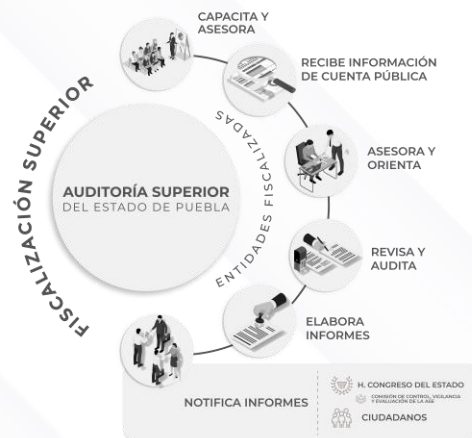 CAPACITA Y
ASESORA
RECIBE INFORMACIÓN
DE CUENTA PÚBLICA
FISCALIZACIÓN SUPERIOR
ENTIDADES FISCALIZADAS
ASESORA Y
ORIENTA
AUDITORÍA SUPERIOR
DEL ESTADO DE PUEBLA
REVISA Y
AUDITA
ELABORA
INFORMES
NOTIFICA INFORMES
H. CONGRESO DEL ESTADO
COMISIÓN DE CONTROL, VIGILANCIA
Y EVALUACIÓN DE LA ASE
CIUDADANOS